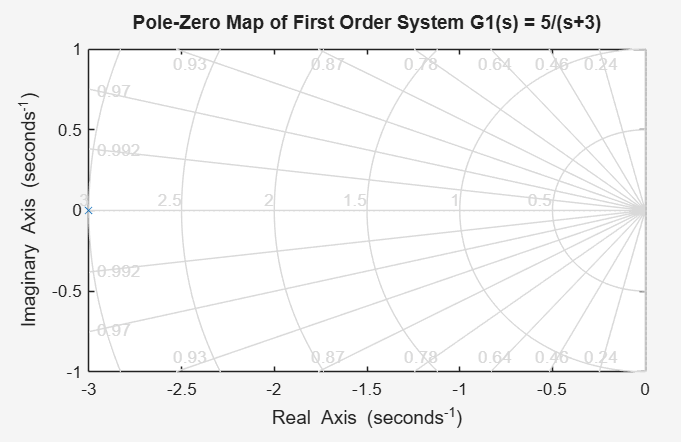 Pole-Zero Map of First Order System G1(s) = 5/(s+3)
1
0.93 0.87 0.78 0.64 0.46 0.24
0.97
0.5
0.992
3 2.5 2 1.5 1 0.5
0
0.992
-0.5
0.97
0.93 0.87 0.78 0.64 0.46 0.24
-1
-3 -2.5 -2 -1.5 -1 -0.5 0
Real Axis (seconds⁻¹)
Imaginary Axis (seconds⁻¹)